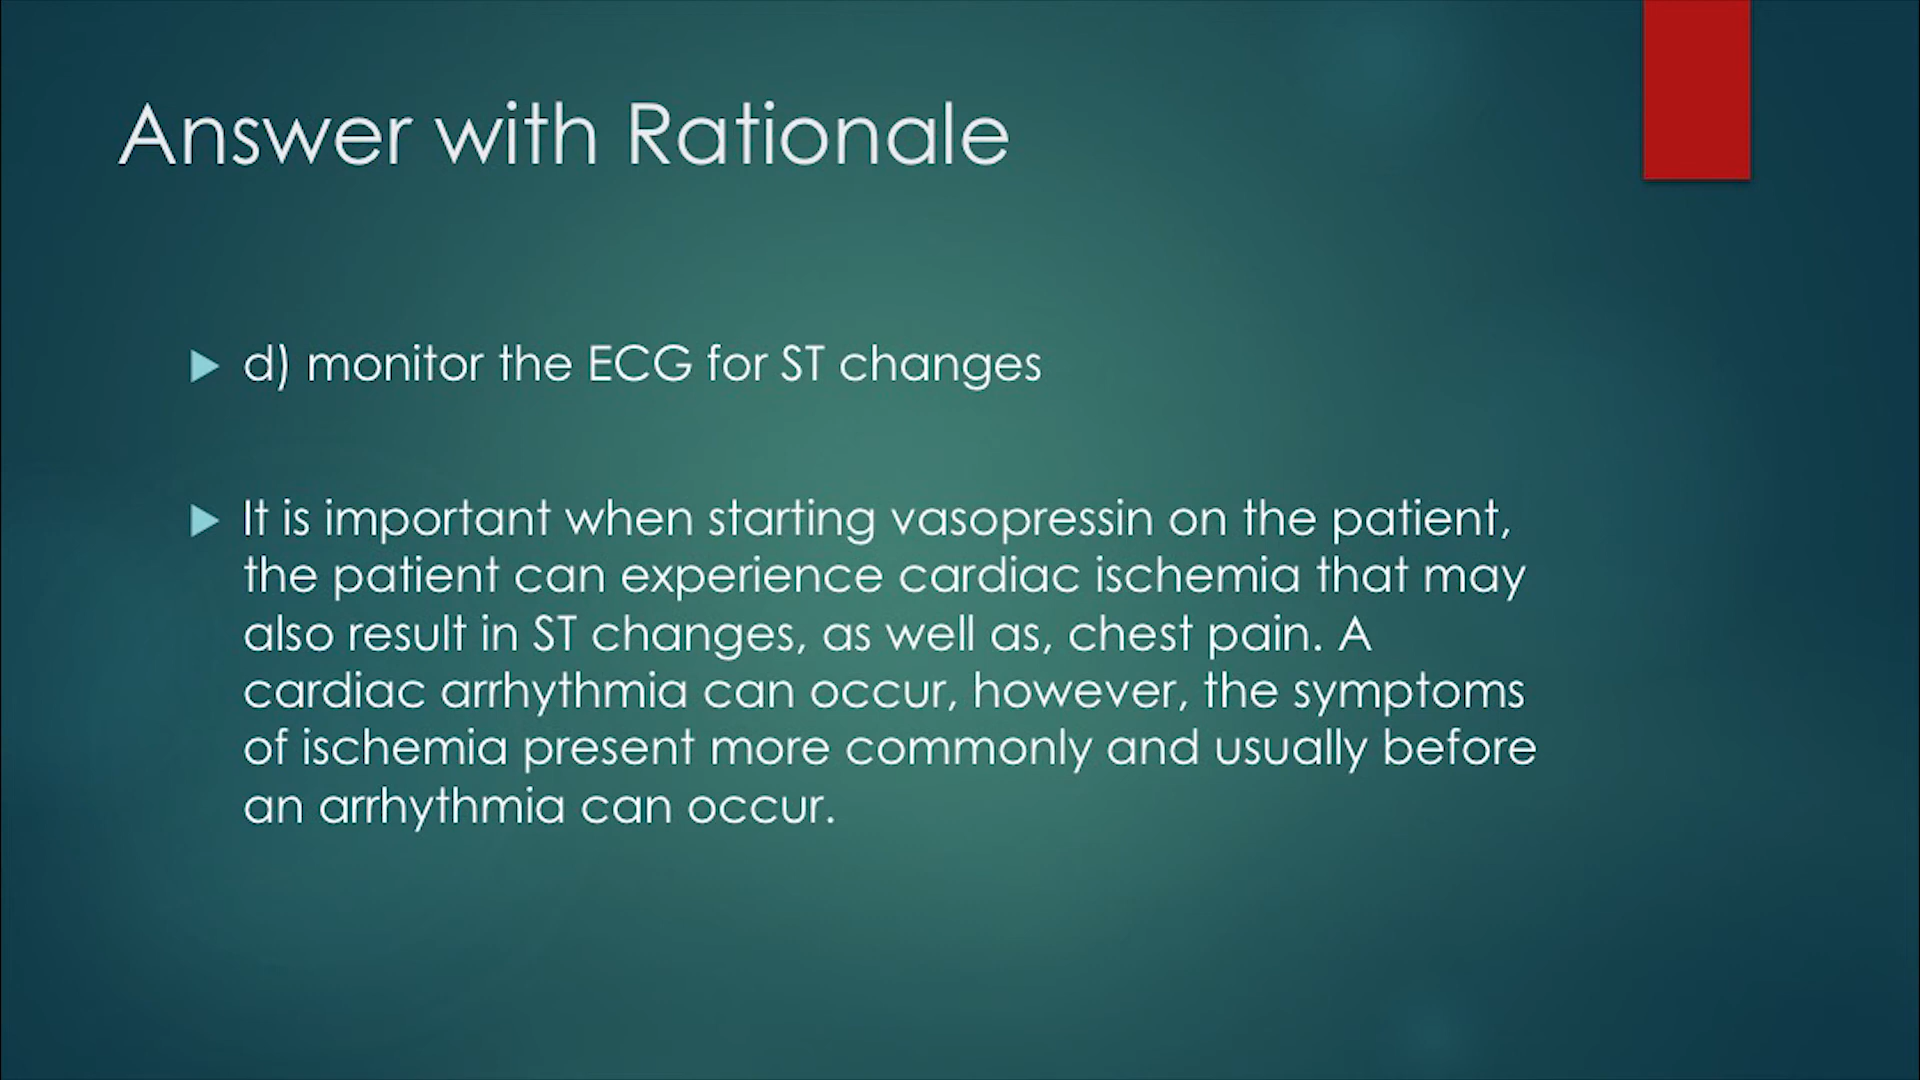 Answer with Rationale
d) monitor the ECG for ST changes
It is important when starting vasopressin on the patient,
the patient can experience cardiac ischemia that may
also result in ST changes, as well as, chest pain. A
cardiac arrhythmia can occur, however, the symptoms
of ischemia present more commonly and usually before
an arrhythmia can occur.